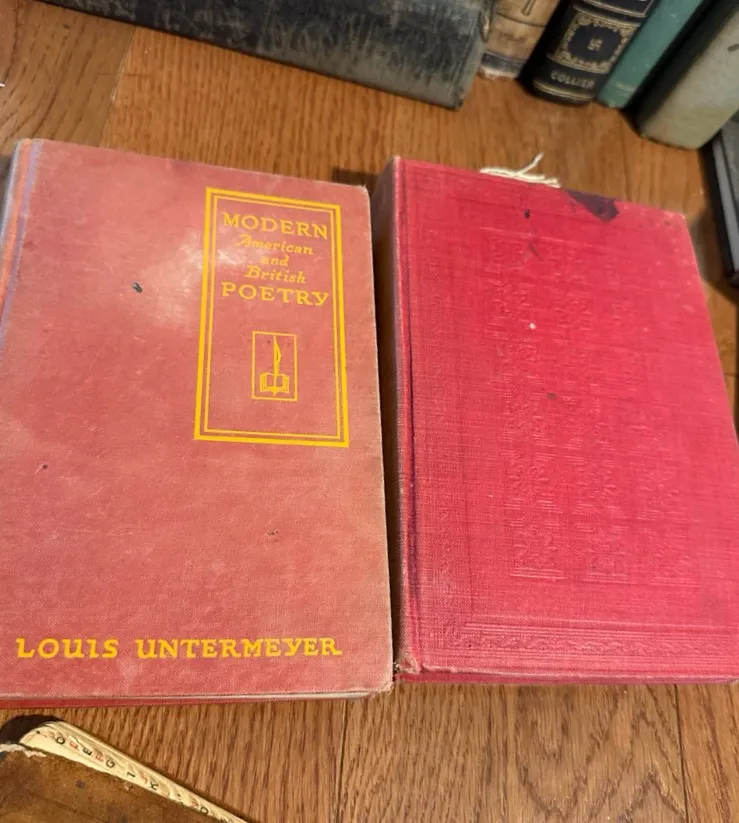 COLLIER
MODERN
American
and
British
POETRY
LOUIS UNTERMEYER